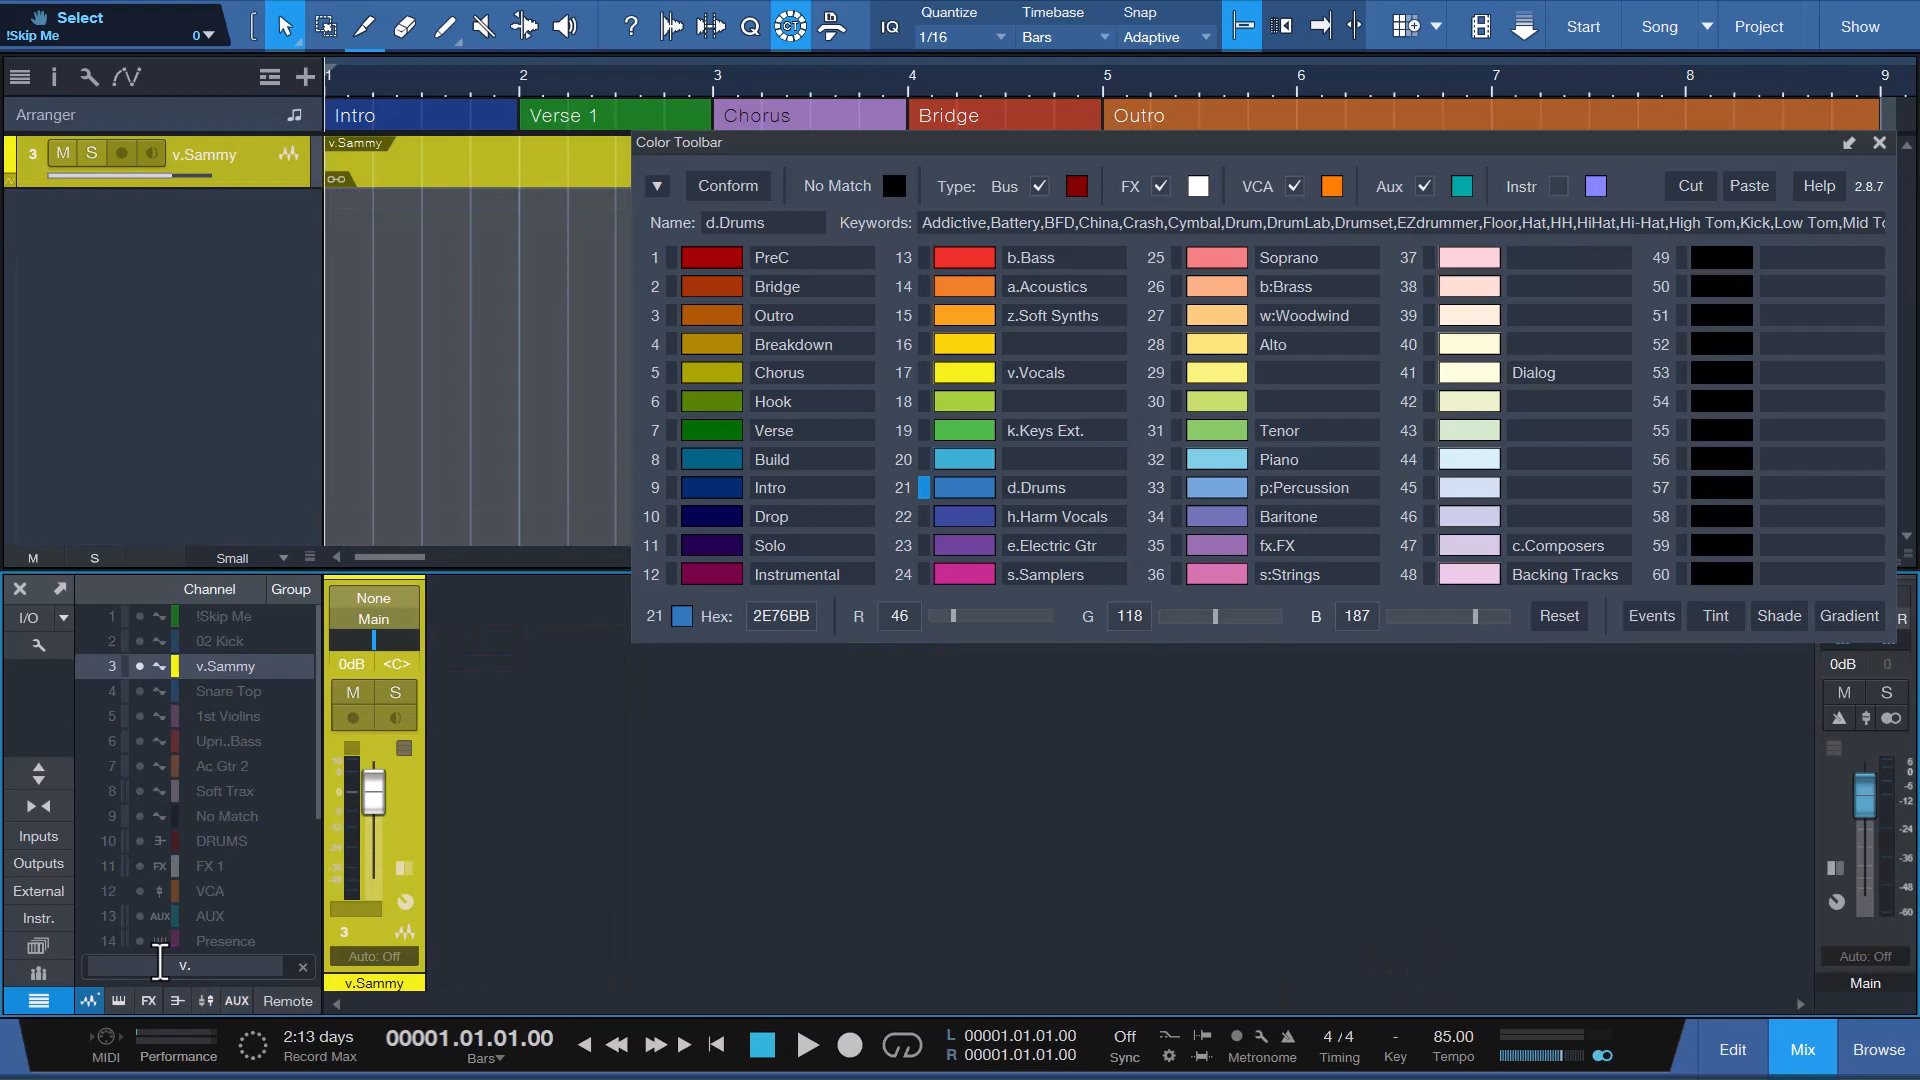 Select
!Skip Me
0
IQ
Quantize
1/16
Timebase
Bars
Snap
Adaptive
Start
Song
Project
Show
1 2 3 4 5 6 7 8 9
Arranger
Intro
Verse 1
Chorus
Bridge
Outro
3 M S v.Sammy
v.Sammy
Color Toolbar
Conform
No Match
Type: Bus
FX
VCA
Aux
Instr
Cut
Paste
Help
2.8.7
Name: d.Drums
Keywords: Addictive,Battery,BFD,China,Crash,Cymbal,Drum,DrumLab,Drumset,EZdrummer,Floor,Hat,HH,HiHat,Hi-Hat,High Tom,Kick,Low Tom,Mid To
1 PreC 13 b.Bass 25 Soprano 37 49
2 Bridge 14 a.Acoustics 26 b:Brass 38 50
3 Outro 15 z.Soft Synths 27 w:Woodwind 39 51
4 Breakdown 16 28 Alto 40 52
5 Chorus 17 v.Vocals 29 41 Dialog 53
6 Hook 18 30 42 54
7 Verse 19 k.Keys Ext. 31 Tenor 43 55
8 Build 20 32 Piano 44 56
9 Intro 21 d.Drums 33 p:Percussion 45 57
10 Drop 22 h.Harm Vocals 34 Baritone 46 58
11 Solo 23 e.Electric Gtr 35 fx.FX 47 c.Composers 59
12 Instrumental 24 s.Samplers 36 s:Strings 48 Backing Tracks 60
21 Hex: 2E76BB R 46 G 118 B 187 Reset Events Tint Shade Gradient
M S Small
Channel Group
I/O
1 !Skip Me
2 02 Kick
3 v.Sammy
4 Snare Top
5 1st Violins
6 Upri..Bass
7 Ac Gtr 2
8 Soft Trax
9 No Match
10 DRUMS
11 FX FX 1
12 VCA
13 AUX AUX
14 Presence
v.
Inputs
Outputs
External
Instr.
FX
AUX
Remote
None
Main
0dB <C>
M S
3
Auto: Off
v.Sammy
R
0dB 0
M S
6
0
-6
-12
-24
-36
-48
-60
Auto: Off
Main
MIDI
Performance
2:13 days
Record Max
00001.01.01.00
Bars
L 00001.01.01.00
R 00001.01.01.00
Off
Sync
Metronome
4 / 4
Timing
-
Key
85.00
Tempo
Edit
Mix
Browse